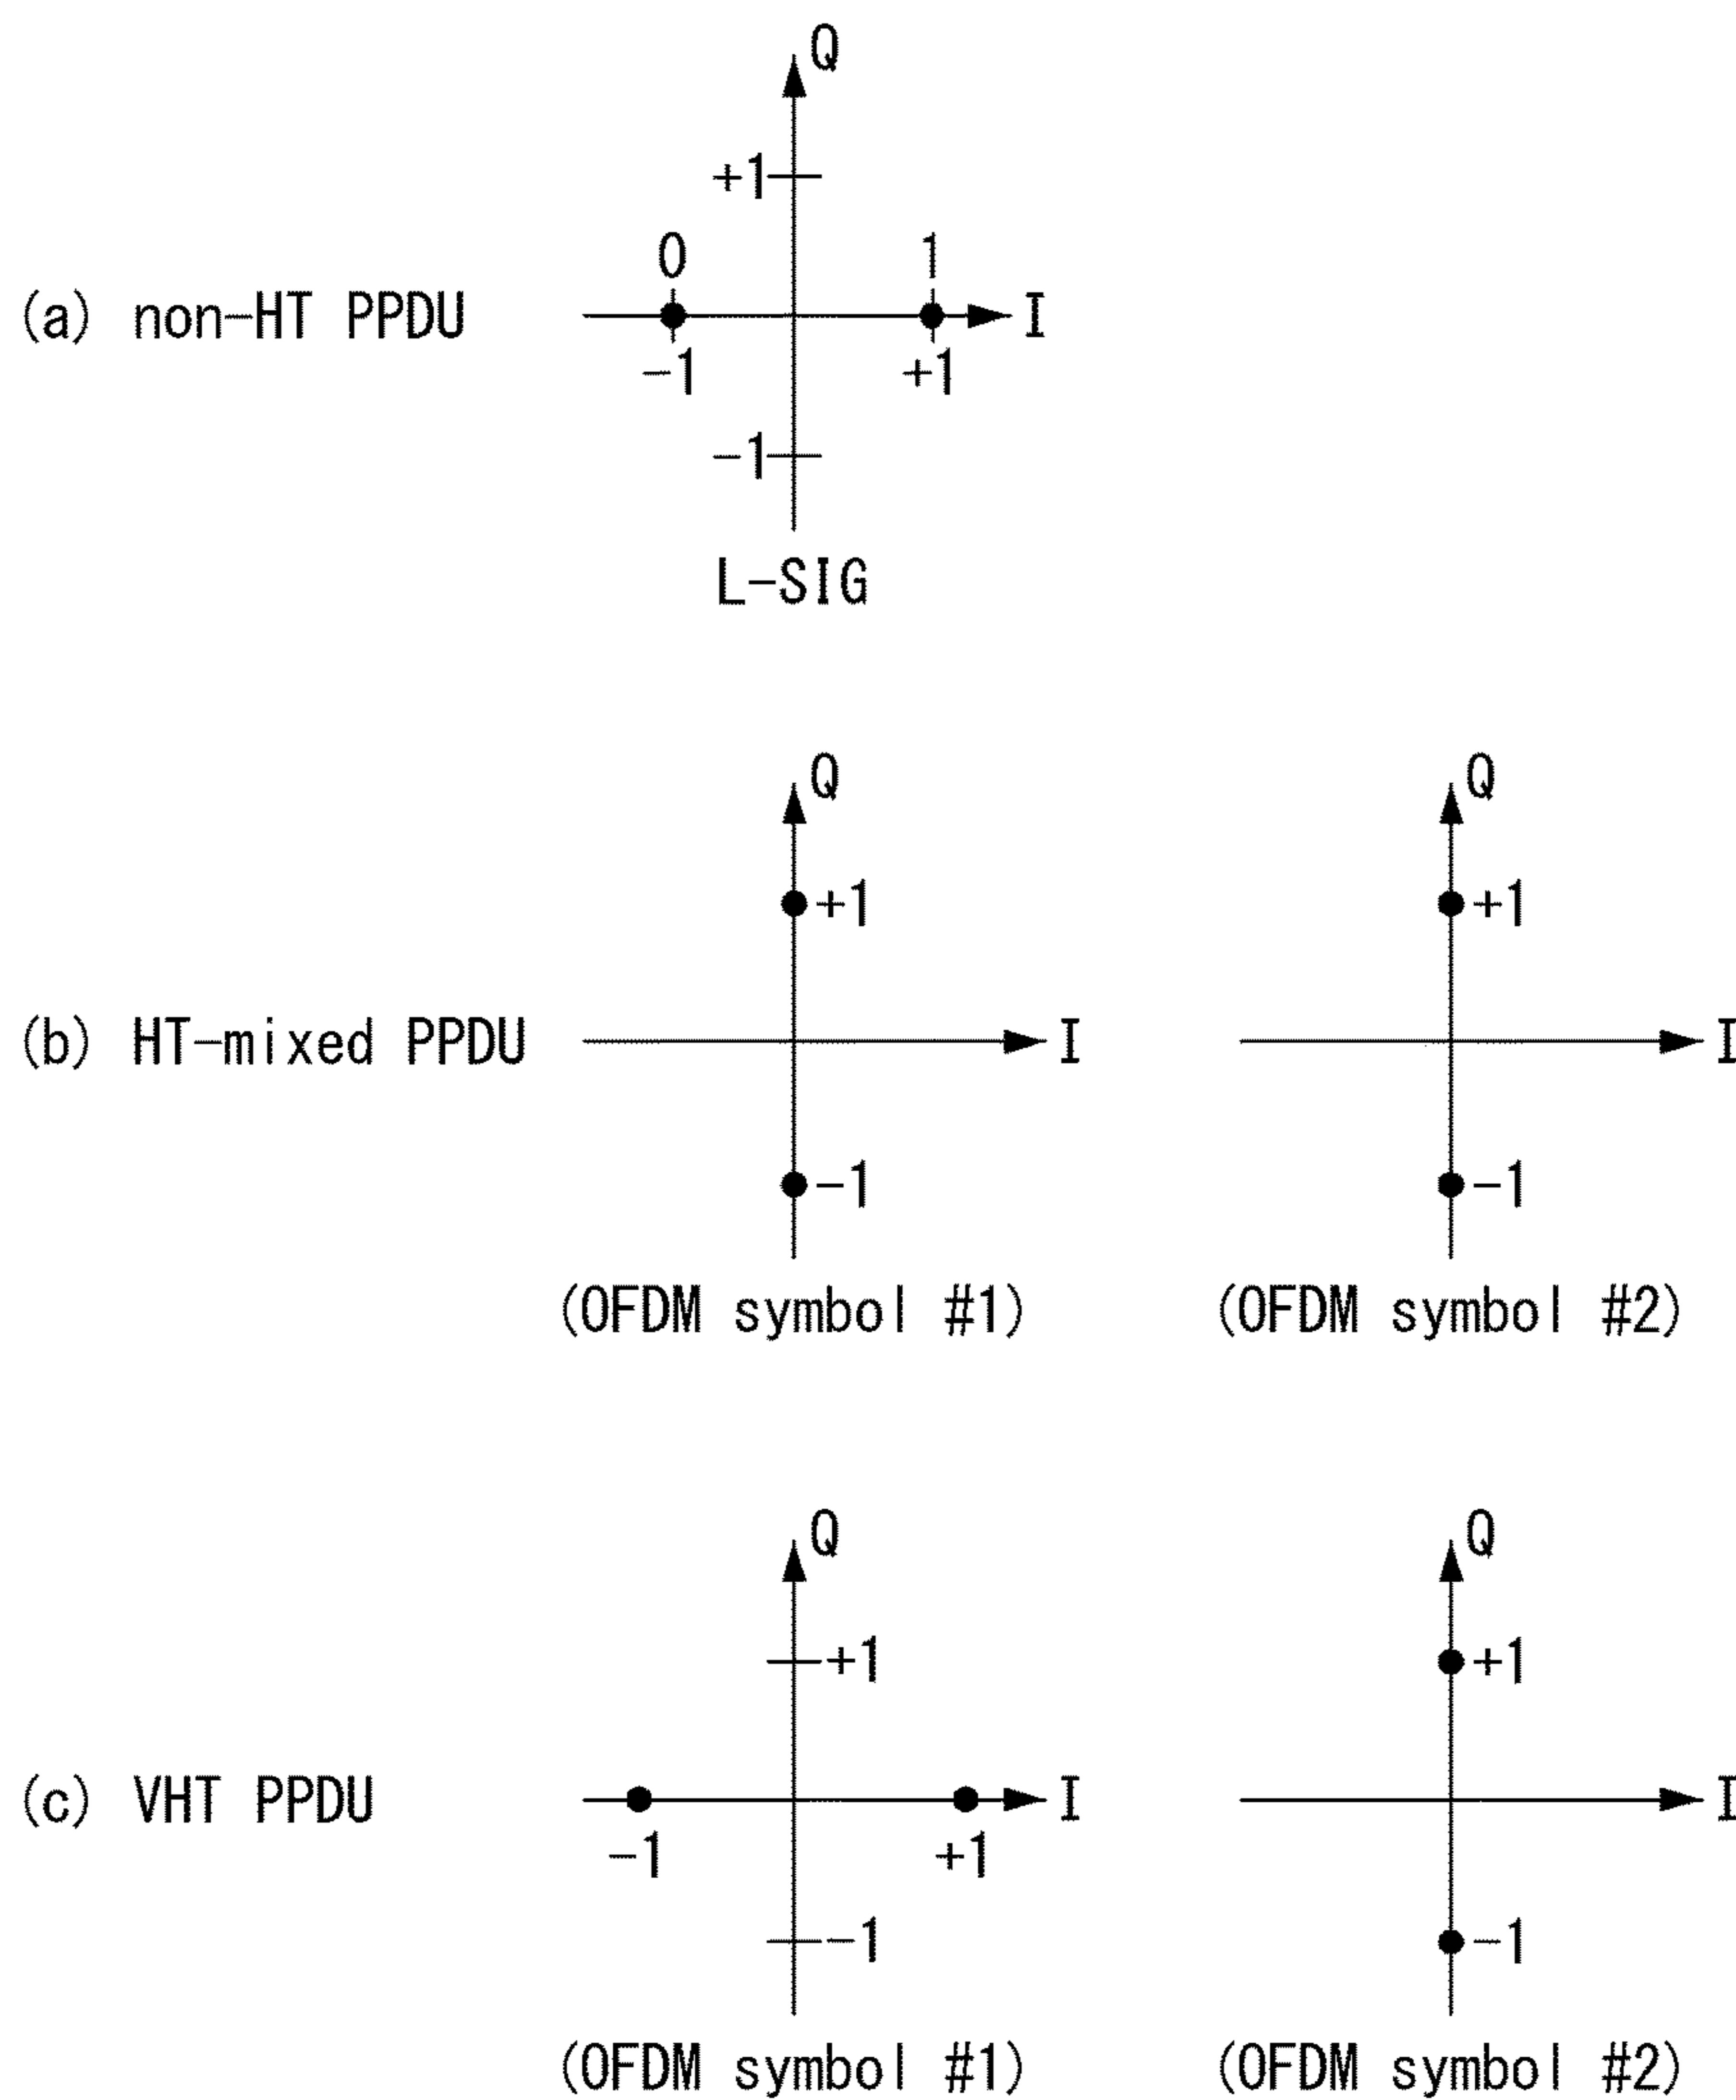 Q
+1
0 1
(a) non-HT PPDU I
-1 +1
-1
L-SIG
Q Q
+1 +1
(b) HT-mixed PPDU I I
-1 -1
(OFDM symbol #1) (OFDM symbol #2)
Q Q
+1 +1
(c) VHT PPDU I I
-1 +1
-1 -1
(OFDM symbol #1) (OFDM symbol #2)